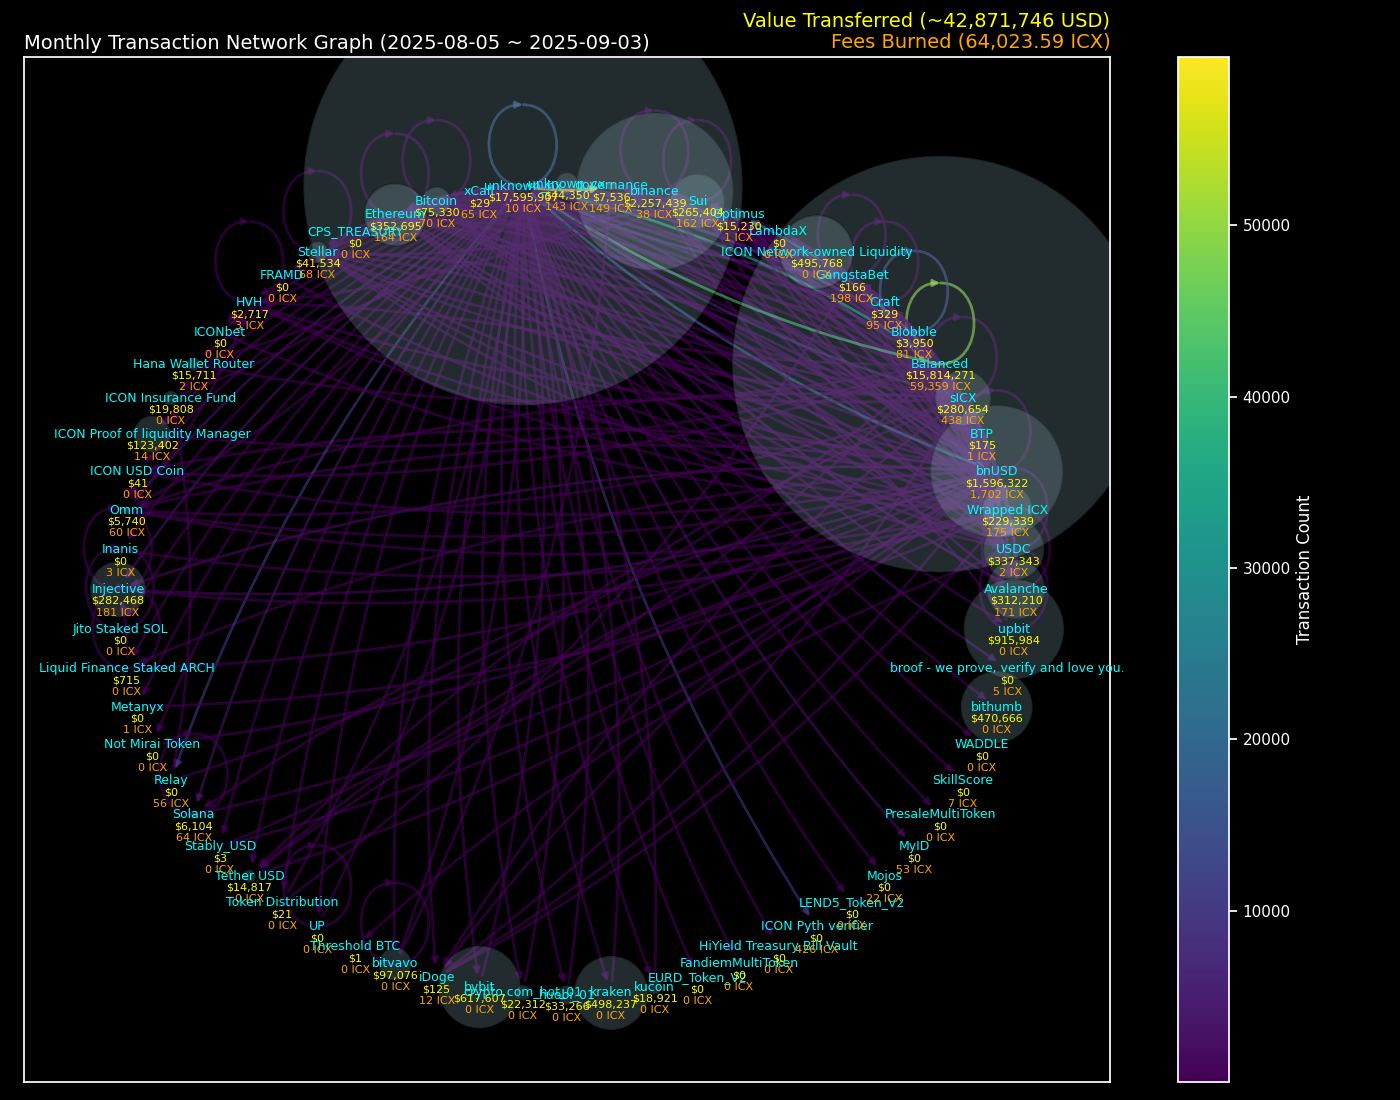 Value Transferred (~42,871,746 USD)
Monthly Transaction Network Graph (2025-08-05 ~ 2025-09-03)
Fees Burned (64,023.59 ICX)
xCall
$29
65 ICX
$17,595,907
10 ICX
$44,350
143 ICX
governance
$7,536
149 ICX
binance
$2,257,439
38 ICX
Bitcoin
$75,330
70 ICX
Sui
$265,404
162 ICX
Ethereum
$352,695
164 ICX
Optimus
$15,230
1 ICX
CPS_TREASURY
$0
0 ICX
LambdaX
$0
0 ICX
Stellar
$41,534
58 ICX
ICON Network-owned Liquidity
$495,768
0 ICX
FRAMD
$0
0 ICX
GangstaBet
$166
198 ICX
HVH
$2,717
3 ICX
Craft
$329
95 ICX
ICONbet
$0
0 ICX
Blobble
$3,950
81 ICX
Hana Wallet Router
$15,711
2 ICX
Balanced
$15,814,271
59,359 ICX
ICON Insurance Fund
$19,808
0 ICX
sICX
$280,654
438 ICX
ICON Proof of liquidity Manager
$123,402
14 ICX
BTP
$175
1 ICX
ICON USD Coin
$41
0 ICX
bnUSD
$1,596,322
1,702 ICX
Omm
$5,740
60 ICX
Wrapped ICX
$229,339
175 ICX
Inanis
$0
3 ICX
USDC
$337,343
2 ICX
Injective
$282,468
181 ICX
Avalanche
$312,210
171 ICX
Jito Staked SOL
$0
0 ICX
upbit
$915,984
0 ICX
Liquid Finance Staked ARCH
$715
0 ICX
broof - we prove, verify and love you.
$0
5 ICX
Metanyx
$0
1 ICX
bithumb
$470,666
0 ICX
Not Mirai Token
$0
0 ICX
WADDLE
$0
0 ICX
Relay
$0
56 ICX
SkillScore
$0
7 ICX
Solana
$6,104
64 ICX
PresaleMultiToken
$0
0 ICX
Stably_USD
$3
0 ICX
MyID
$0
53 ICX
Tether USD
$14,817
0 ICX
Mojos
$0
22 ICX
Token Distribution
$21
0 ICX
LEND5_Token_v2
$0
0 ICX
UP
$0
0 ICX
ICON Pyth verifier
$0
426 ICX
Threshold BTC
$1
0 ICX
HiYield Treasury Bill Vault
$0
0 ICX
bitvavo
$97,076
0 ICX
FandiemMultiToken
$0
0 ICX
iDoge
$125
12 ICX
EURD_Token_V2
$0
0 ICX
bybit
$617,607
0 ICX
crypto.com_hot_01
$22,312
0 ICX
huobi-01
$33,266
0 ICX
kraken
$498,237
0 ICX
kucoin
$18,921
0 ICX
50000
40000
30000
20000
10000
Transaction Count